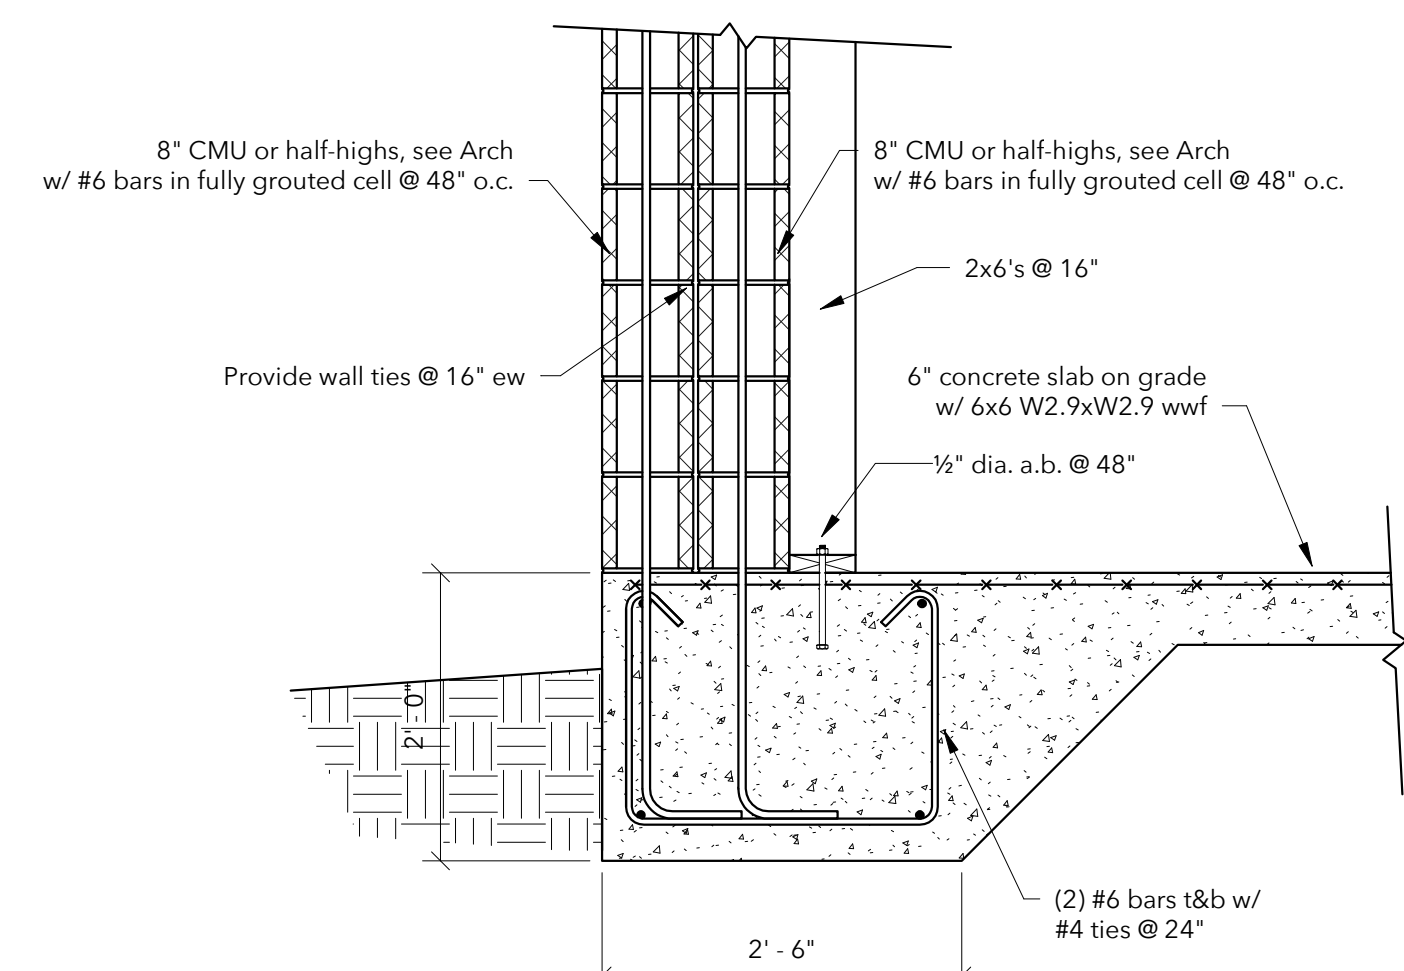 8" CMU or half-highs, see Arch
w/ #6 bars in fully grouted cell @ 48" o.c.
8" CMU or half-highs, see Arch
w/ #6 bars in fully grouted cell @ 48" o.c.
2x6's @ 16"
Provide wall ties @ 16" ew
6" concrete slab on grade
w/ 6x6 W2.9xW2.9 wwf
½" dia. a.b. @ 48"
2' - 0"
(2) #6 bars t&b w/
#4 ties @ 24"
2' - 6"